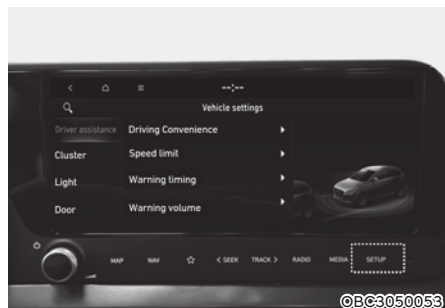 --:--
Vehicle settings
Driver assistance
Driving Convenience
Cluster
Speed limit
Light
Warning timing
Door
Warning volume
MAP NAV SEEK TRACK RADIO MEDIA SETUP
OBC3050053